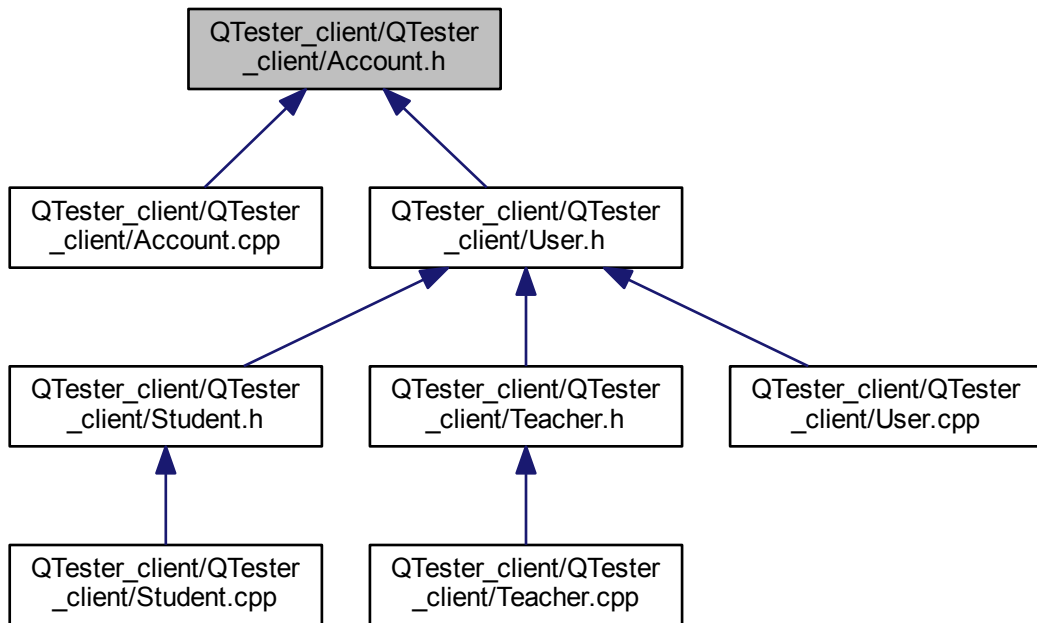 QTester_client/QTester
_client/Account.h
QTester_client/QTester
_client/Account.cpp
QTester_client/QTester
_client/User.h
QTester_client/QTester
_client/Student.h
QTester_client/QTester
_client/Teacher.h
QTester_client/QTester
_client/User.cpp
QTester_client/QTester
_client/Student.cpp
QTester_client/QTester
_client/Teacher.cpp